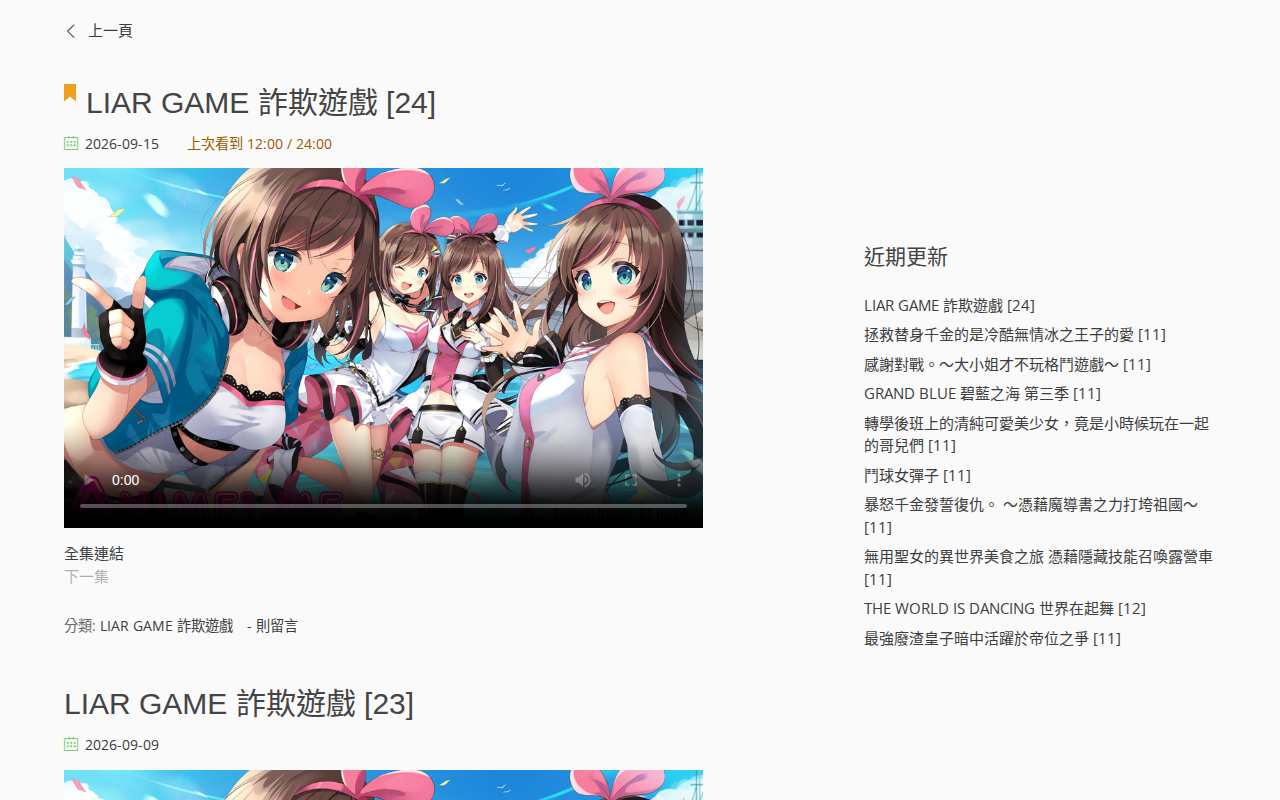 上一頁
LIAR GAME 詐欺遊戲 [24]
2026-09-15 上次看到 12:00 / 24:00
0:00
全集連結
下一集
分類: LIAR GAME 詐欺遊戲 - 則留言
LIAR GAME 詐欺遊戲 [23]
2026-09-09
近期更新
LIAR GAME 詐欺遊戲 [24]
拯救替身千金的是冷酷無情冰之王子的愛 [11]
感謝對戰。～大小姐才不玩格鬥遊戲～ [11]
GRAND BLUE 碧藍之海 第三季 [11]
轉學後班上的清純可愛美少女，竟是小時候玩在一起
的哥兒們 [11]
鬥球女彈子 [11]
暴怒千金發誓復仇。 ～憑藉魔導書之力打垮祖國～
[11]
無用聖女的異世界美食之旅 憑藉隱藏技能召喚露營車
[11]
THE WORLD IS DANCING 世界在起舞 [12]
最強廢渣皇子暗中活躍於帝位之爭 [11]